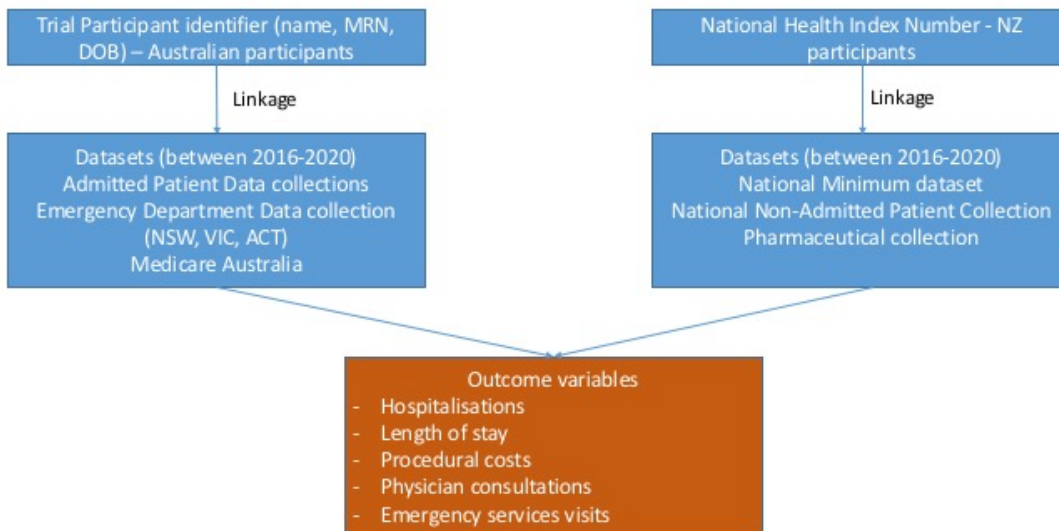 Trial Participant identifier (name, MRN,
DOB) – Australian participants
National Health Index Number - NZ
participants
Linkage
Linkage
Datasets (between 2016-2020)
Admitted Patient Data collections
Emergency Department Data collection
(NSW, VIC, ACT)
Medicare Australia
Datasets (between 2016-2020)
National Minimum dataset
National Non-Admitted Patient Collection
Pharmaceutical collection
Outcome variables
- Hospitalisations
- Length of stay
- Procedural costs
- Physician consultations
- Emergency services visits